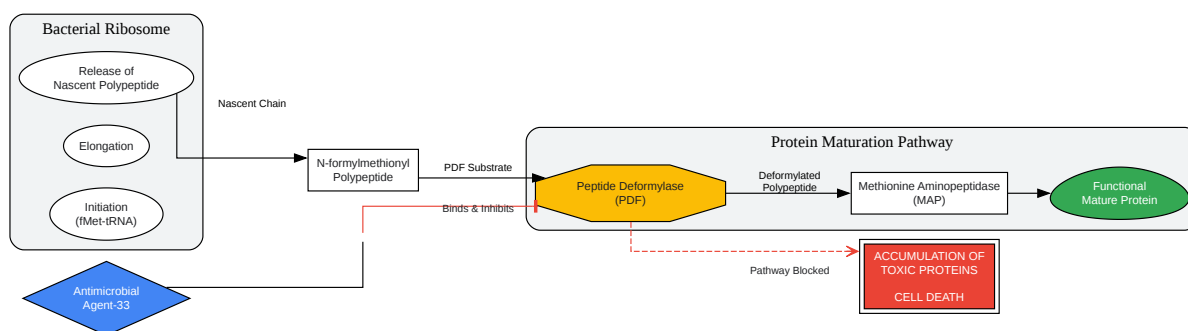 Bacterial Ribosome
Release of
Nascent Polypeptide
Elongation
Initiation
(fMet-tRNA)
Antimicrobial
Agent-33
Nascent Chain
N-formylmethionyl
Polypeptide
PDF Substrate
Binds & Inhibits
Protein Maturation Pathway
Peptide Deformylase
(PDF)
Deformylated
Polypeptide
Methionine Aminopeptidase
(MAP)
Functional
Mature Protein
Pathway Blocked
ACCUMULATION OF
TOXIC PROTEINS
CELL DEATH